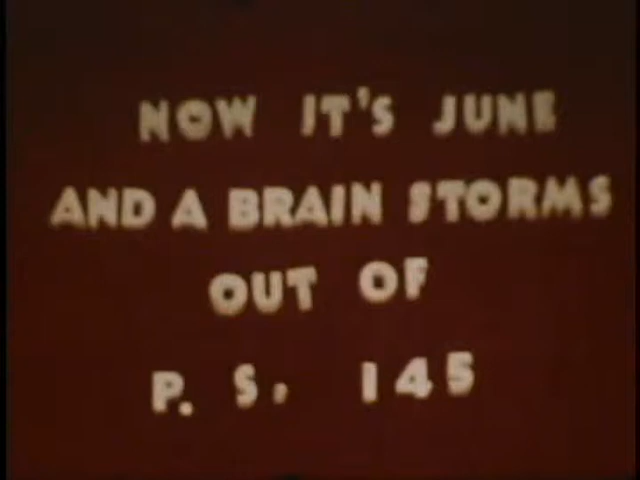 NOW IT'S JUNE
AND A BRAIN STORMS
OUT OF
P. S. 145